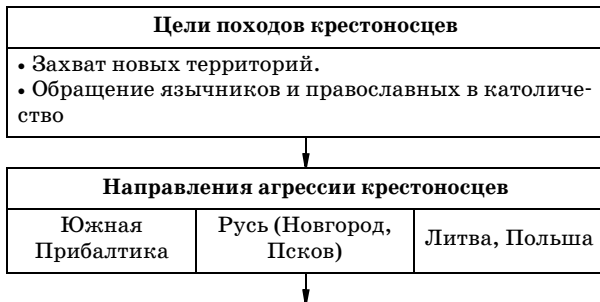 Цели походов крестоносцев
• Захват новых территорий.
• Обращение язычников и православных в католиче-
ство
Направления агрессии крестоносцев
Южная
Прибалтика
Русь (Новгород,
Псков)
Литва, Польша